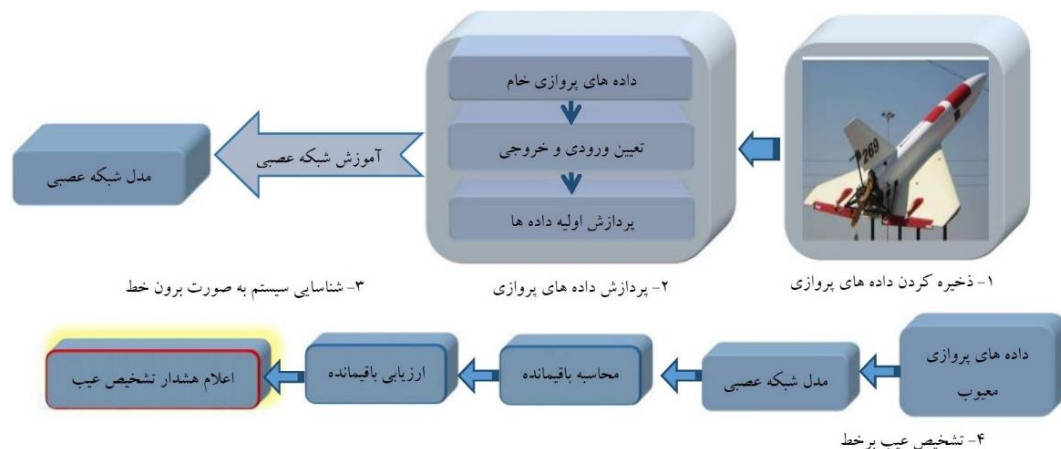 داده های پروازی خام
تعیین ورودی و خروجی
پردازش اولیه داده ها
269
آموزش شبکه عصبی
مدل شبکه عصبی
۱- ذخیره کردن داده های پروازی
۲- پردازش داده های پروازی
۳- شناسایی سیستم به صورت برون خط
داده های پروازی
معیوب
مدل شبکه عصبی
محاسبه باقیمانده
ارزیابی باقیمانده
اعلام هشدار تشخیص عیب
۴- تشخیص عیب برخط